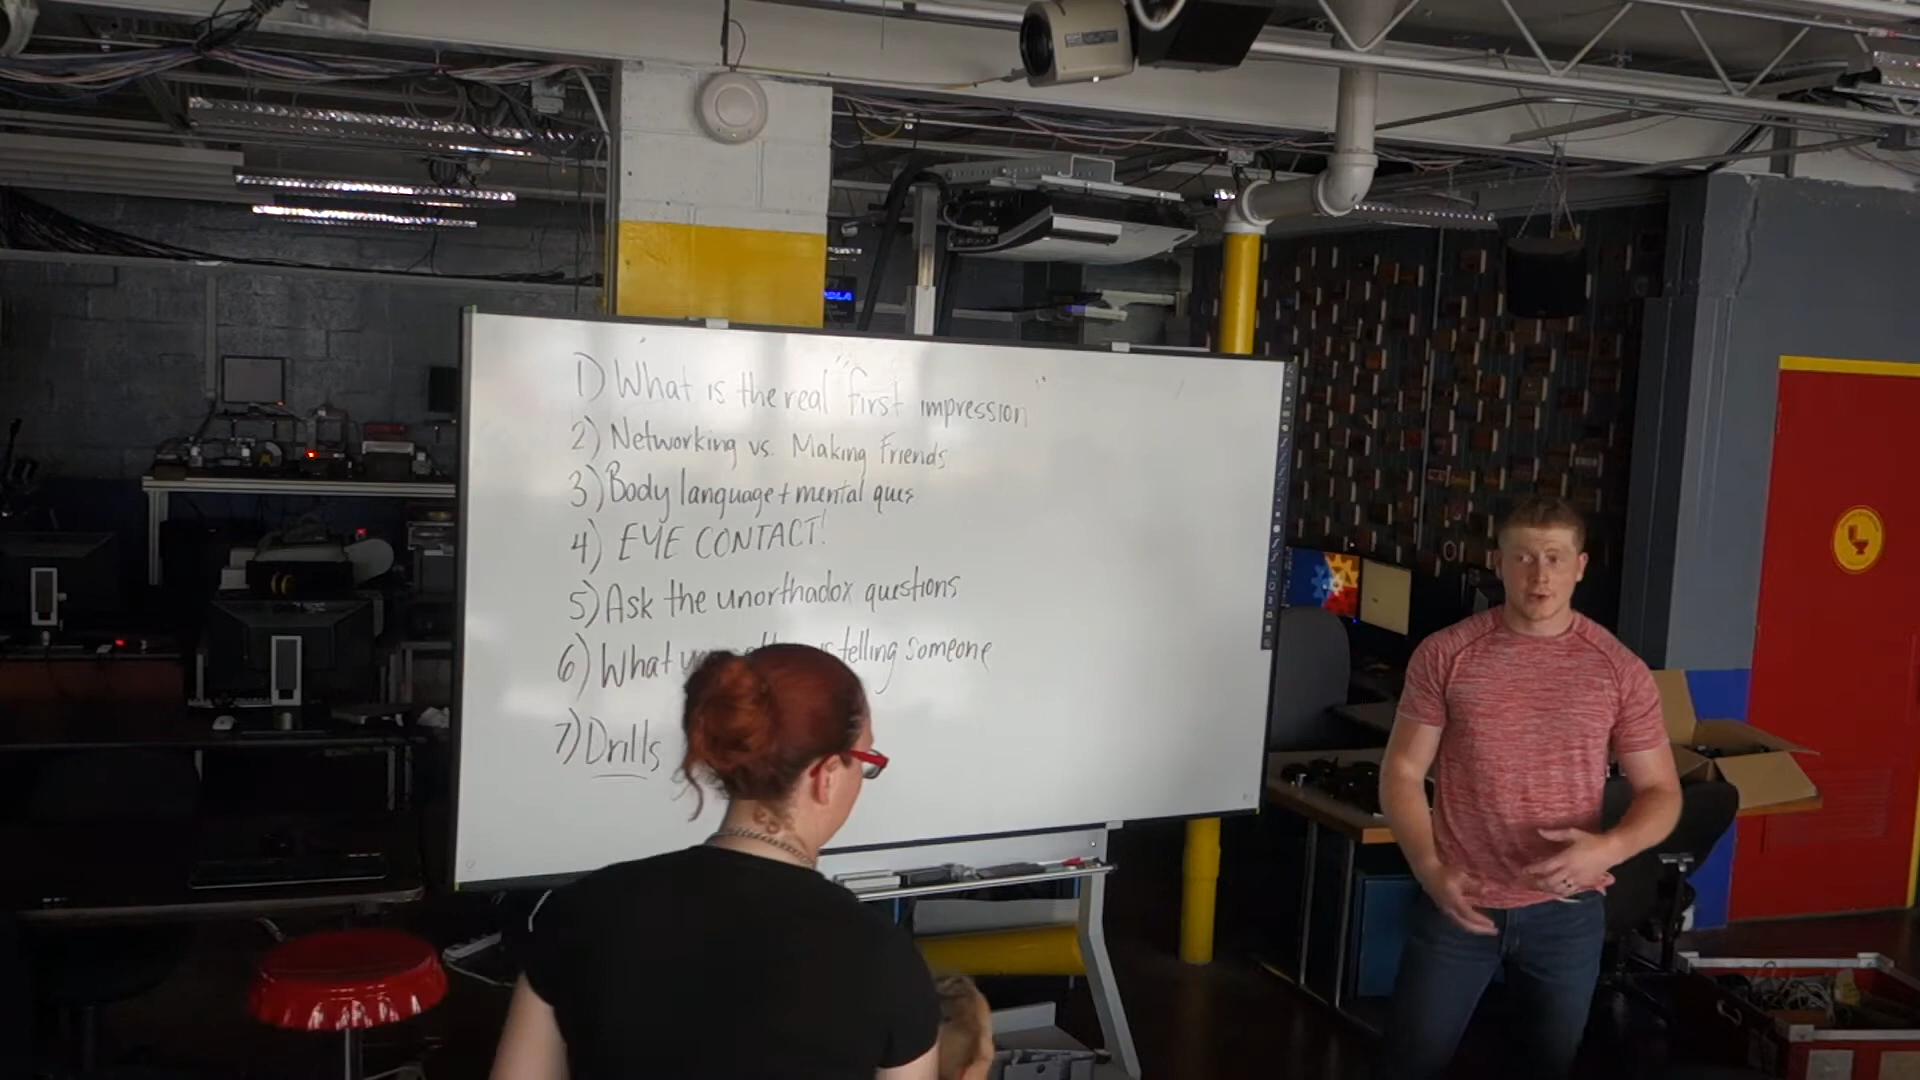 1) What is the real "first impression"
2) Networking vs. Making Friends
3) Body language + mental ques
4) EYE CONTACT!
5) Ask the unorthadox questions
6) What telling someone
7) Drills